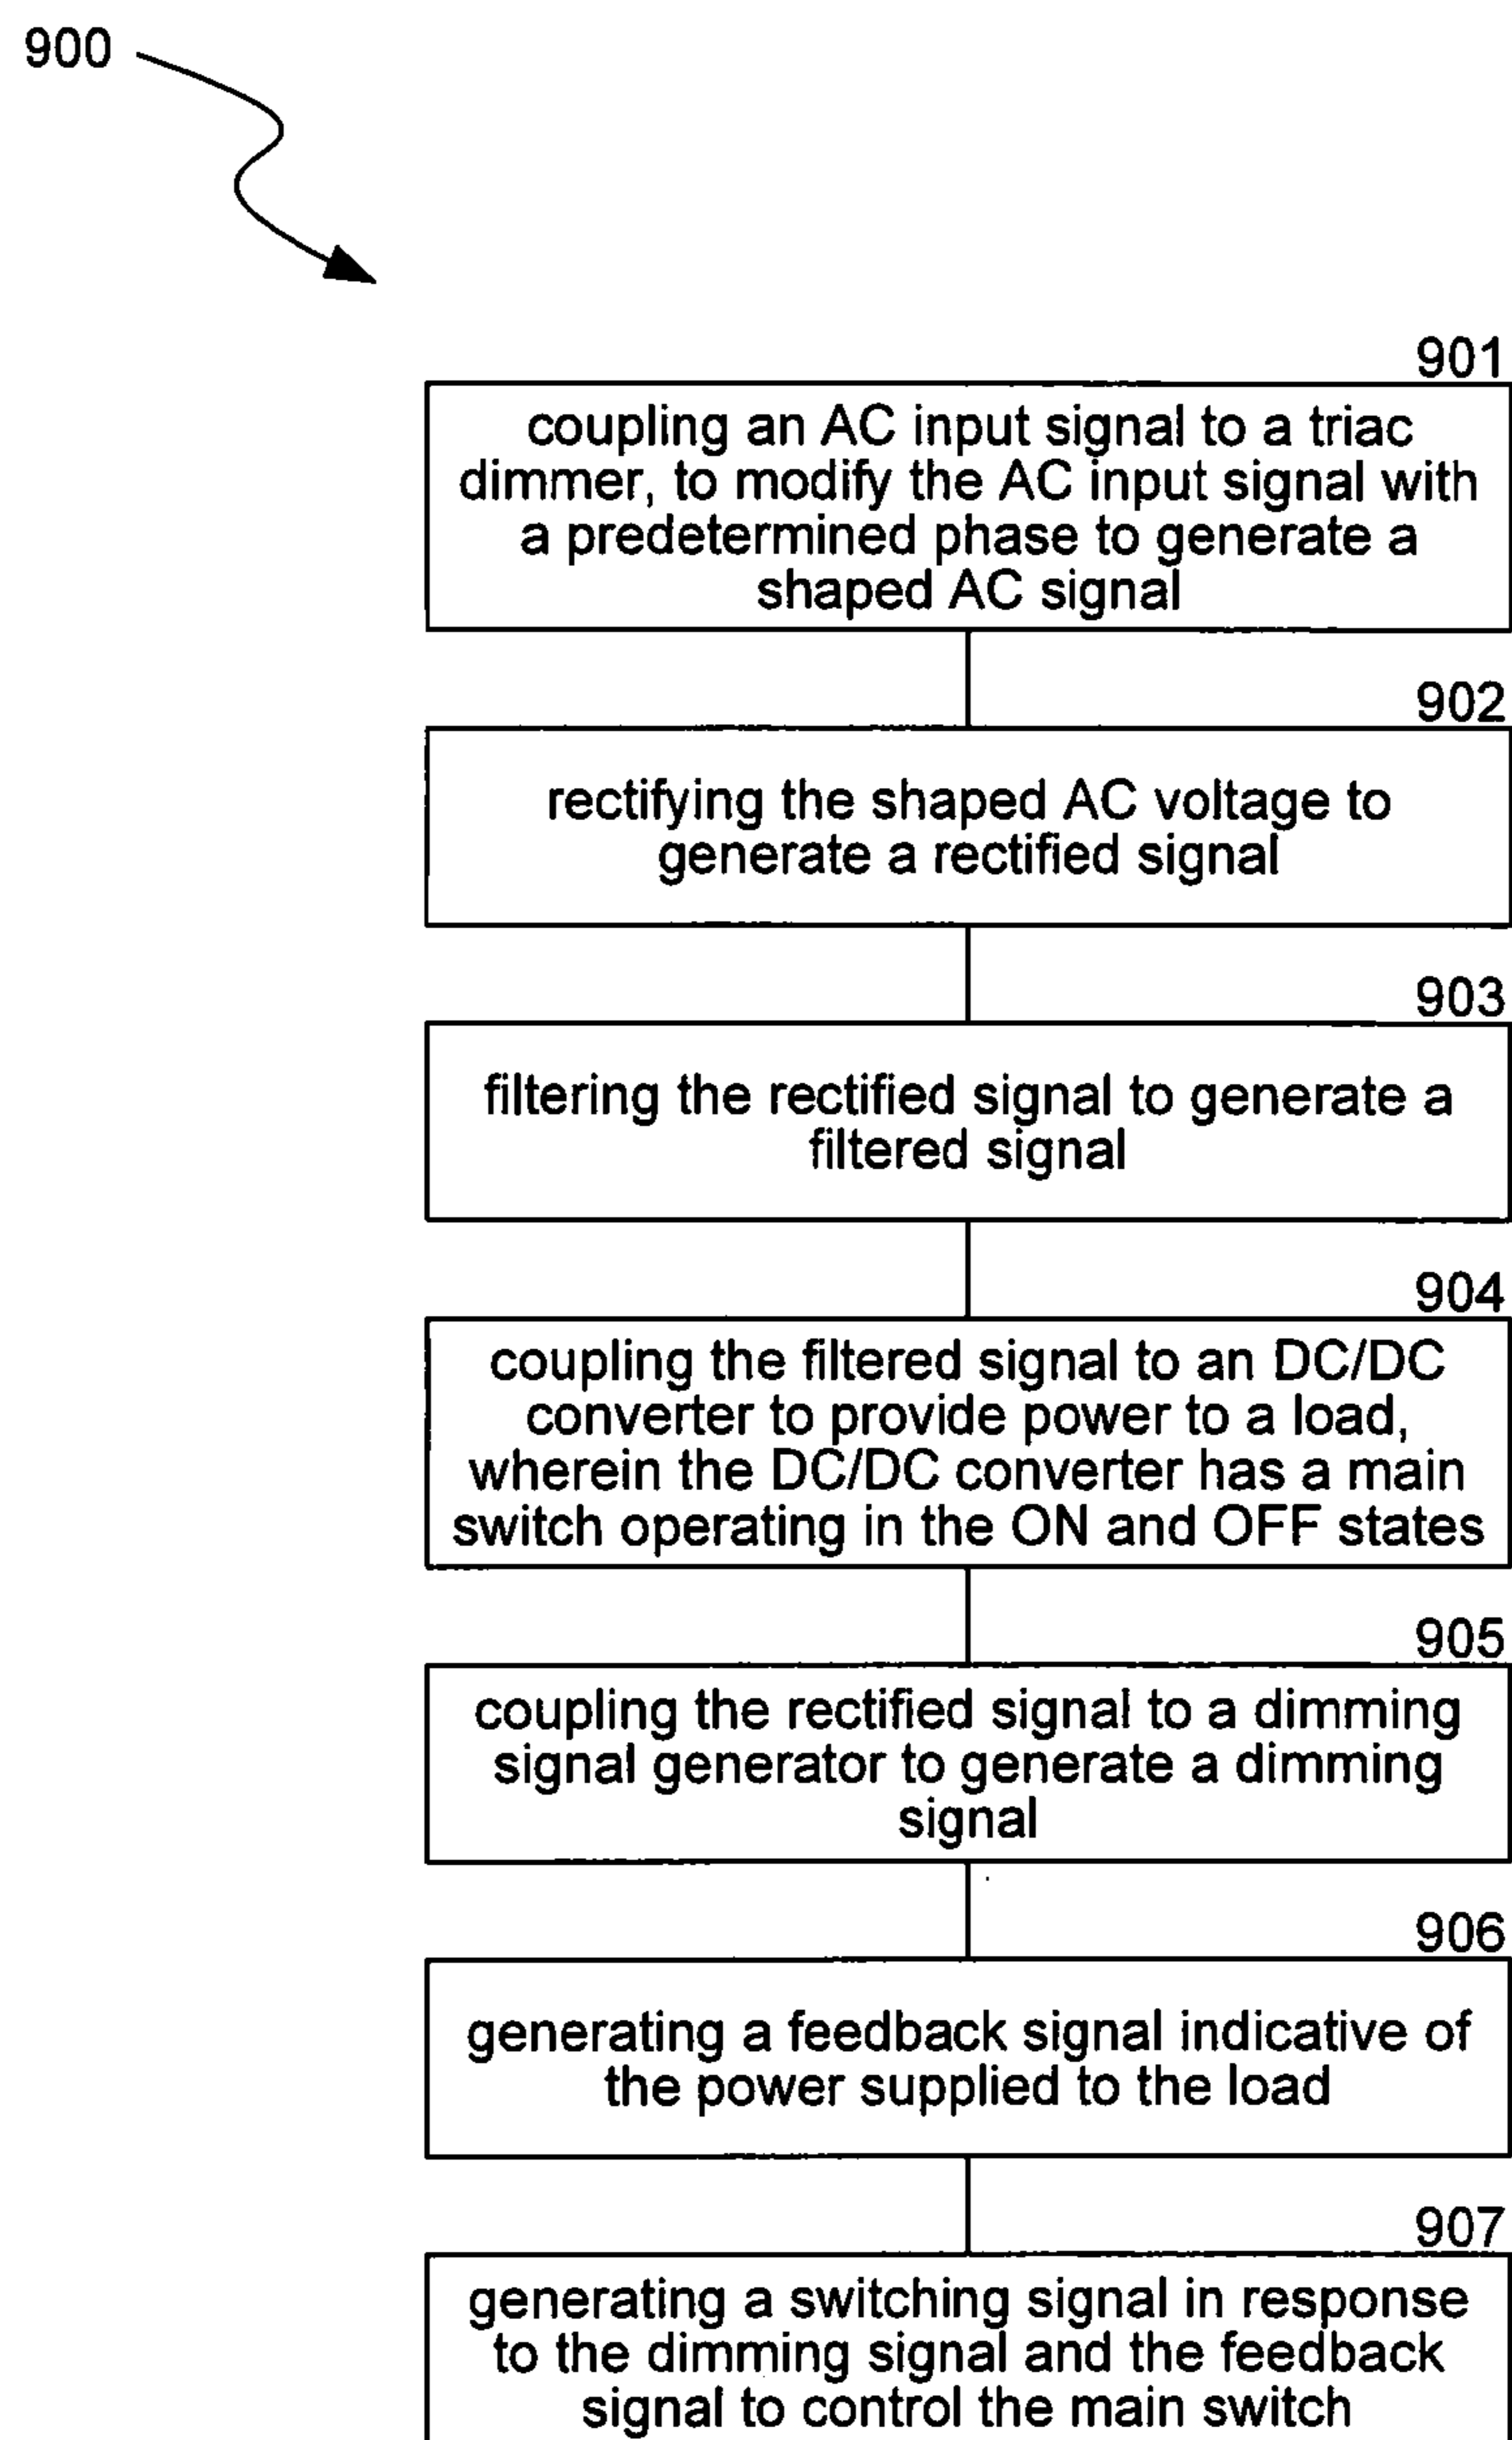 900
901
coupling an AC input signal to a triac
dimmer, to modify the AC input signal with
a predetermined phase to generate a
shaped AC signal
902
rectifying the shaped AC voltage to
generate a rectified signal
903
filtering the rectified signal to generate a
filtered signal
904
coupling the filtered signal to an DC/DC
converter to provide power to a load,
wherein the DC/DC converter has a main
switch operating in the ON and OFF states
905
coupling the rectified signal to a dimming
signal generator to generate a dimming
signal
906
generating a feedback signal indicative of
the power supplied to the load
907
generating a switching signal in response
to the dimming signal and the feedback
signal to control the main switch